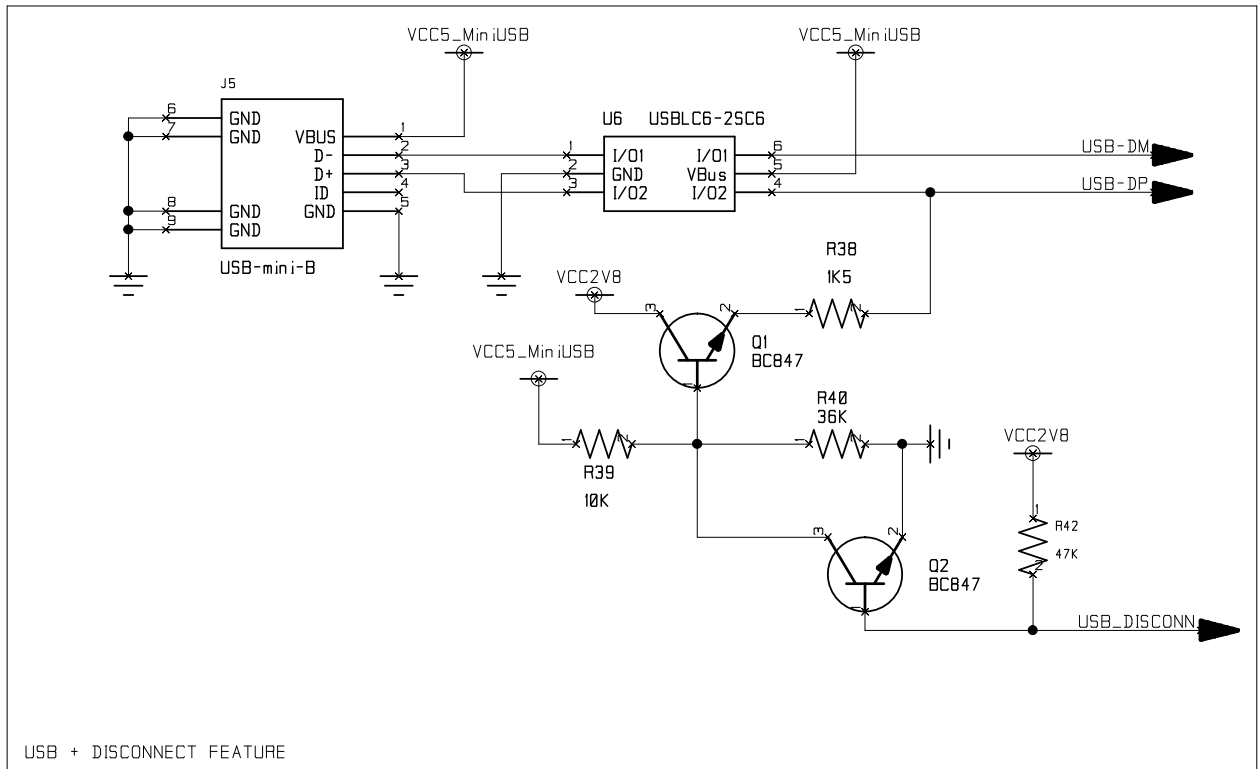 VCC5_MiniUSB
VCC5_MiniUSB
J5
U6 USBLC6-2SC6
6 GND
7 GND
VBUS 1
D- 2
D+ 3
ID 4
8 GND
GND 5
9 GND
USB-mini-B
1 I/O1 I/O1 6
2 GND VBus 5
3 I/O2 I/O2 4
USB-DM
USB-DP
R38
1K5
1 2
VCC2V8
3 2
1
Q1
BC847
VCC5_MiniUSB
R40
36K
1 2
1 2
R39
10K
VCC2V8
1
R42
47K
2
3 2
1
Q2
BC847
USB_DISCONN
USB + DISCONNECT FEATURE